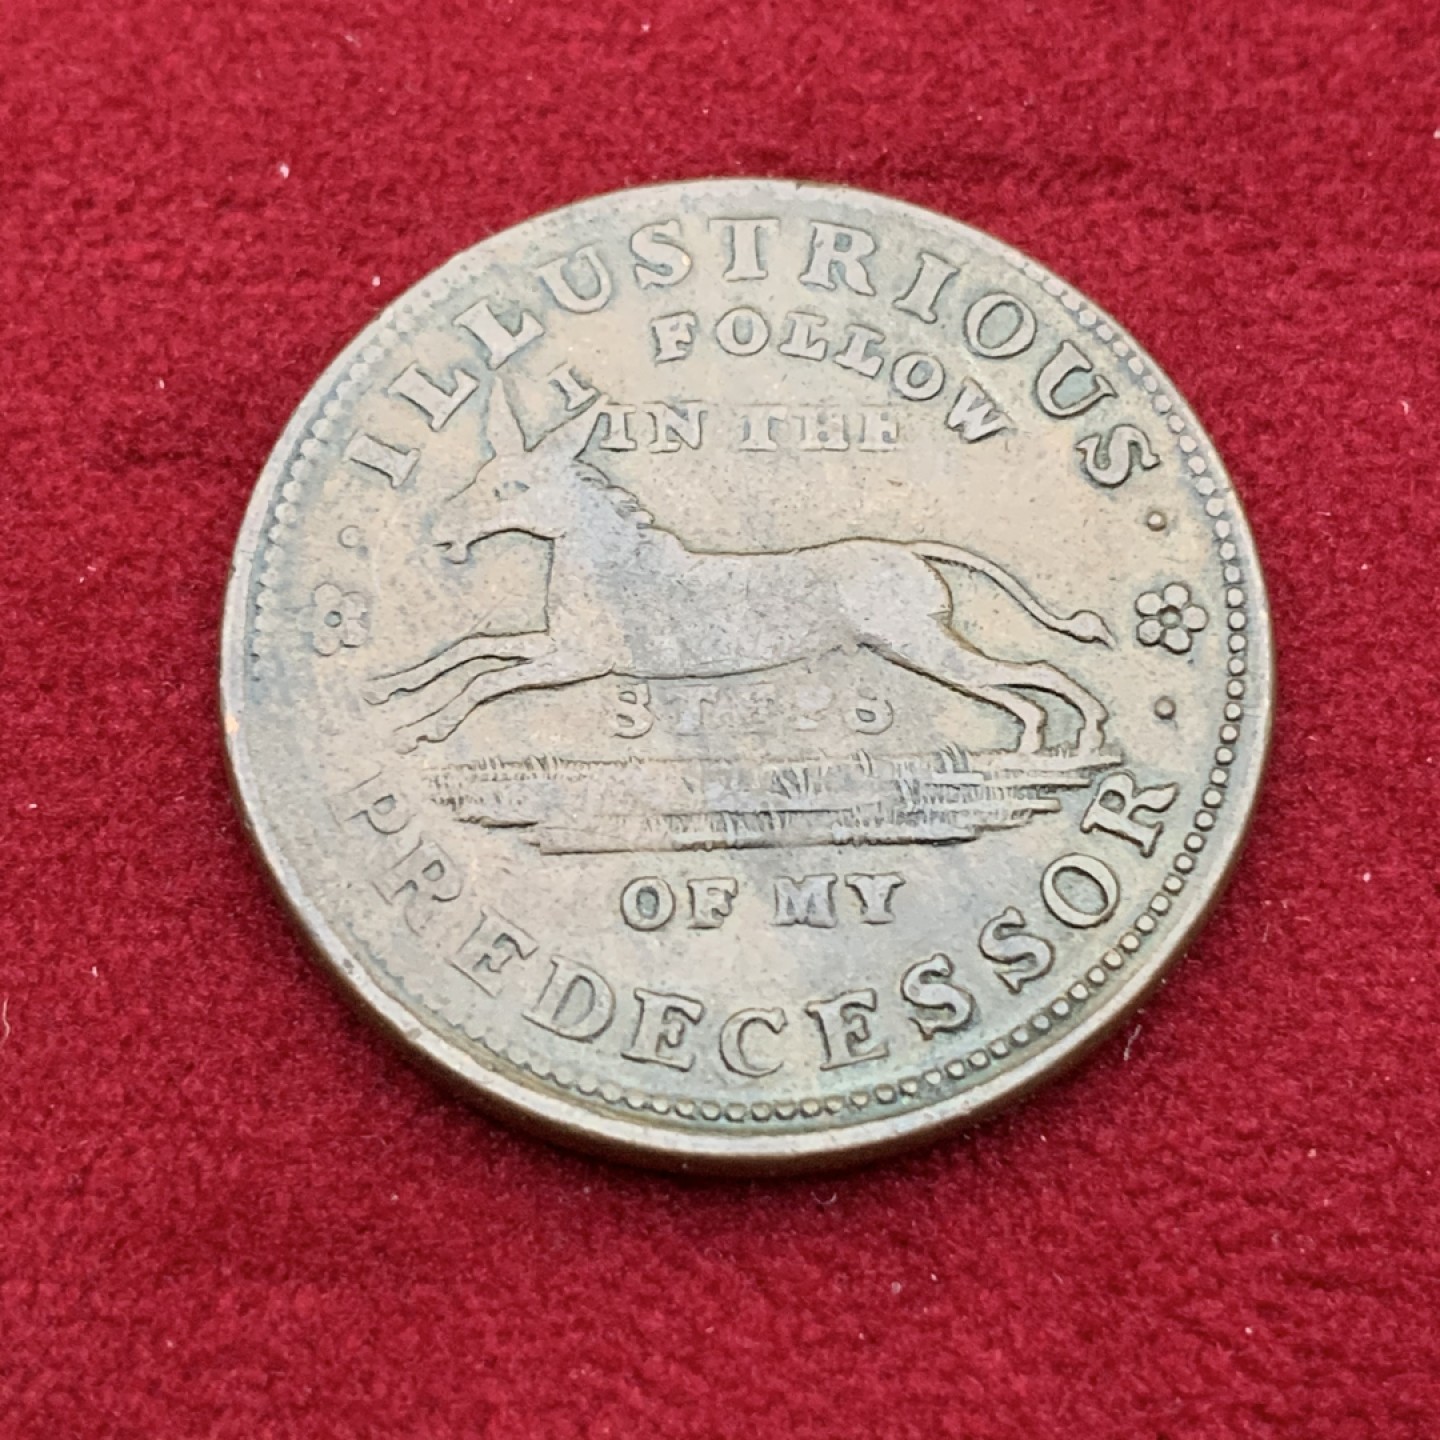 ILLUSTRIOUS
I FOLLOW
IN THE
STEPS
OF MY
PREDECESSOR